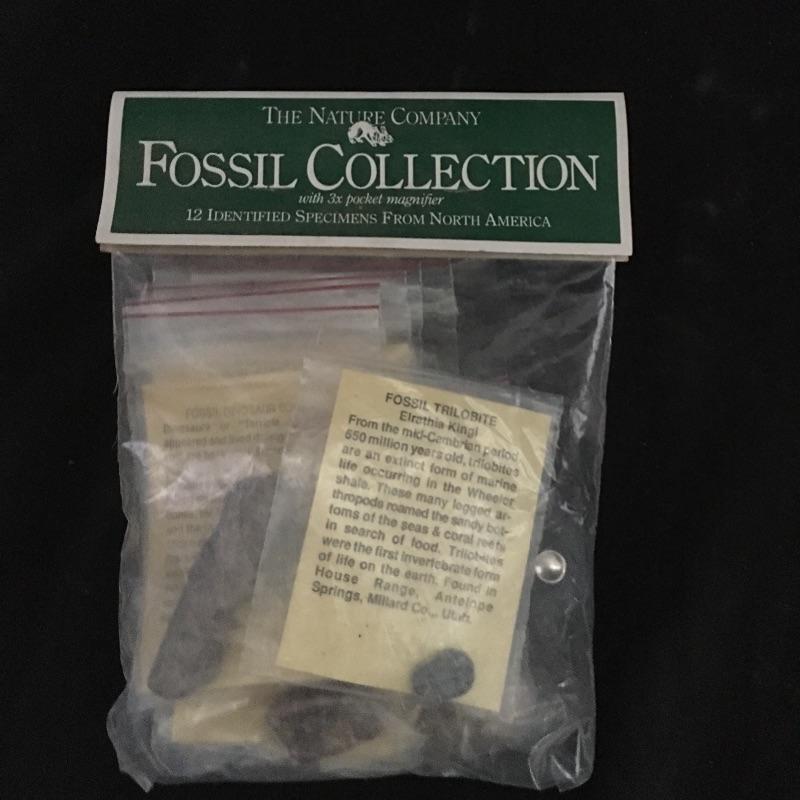 THE NATURE COMPANY
FOSSIL COLLECTION
with 3x pocket magnifier
12 IDENTIFIED SPECIMENS FROM NORTH AMERICA
FOSSIL TRILOBITE
Elrathia Kingi
From the mid-Cambrian period,
550 million years old, trilobites
are an extinct form of marine
life occurring in the Wheeler
shale. These many legged, ar-
thropods roamed the sandy bot-
toms of the seas & coral reefs
in search of food. Trilobites
were the first invertebrate form
of life on the earth. Found in
House Range, Antelope
Springs, Millard Co., Utah.
FOSSIL DINOSAUR